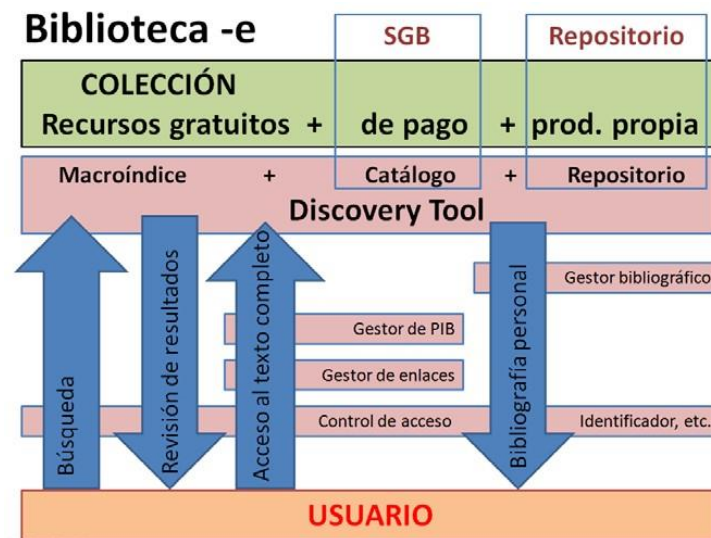 Biblioteca -e
SGB
Repositorio
COLECCIÓN
Recursos gratuitos + de pago + prod. propia
Macroíndice + Catálogo + Repositorio
Discovery Tool
Gestor bibliográfico
Gestor de PIB
Gestor de enlaces
Control de acceso
Identificador, etc.
Búsqueda
Revisión de resultados
Acceso al texto completo
Bibliografía personal
USUARIO